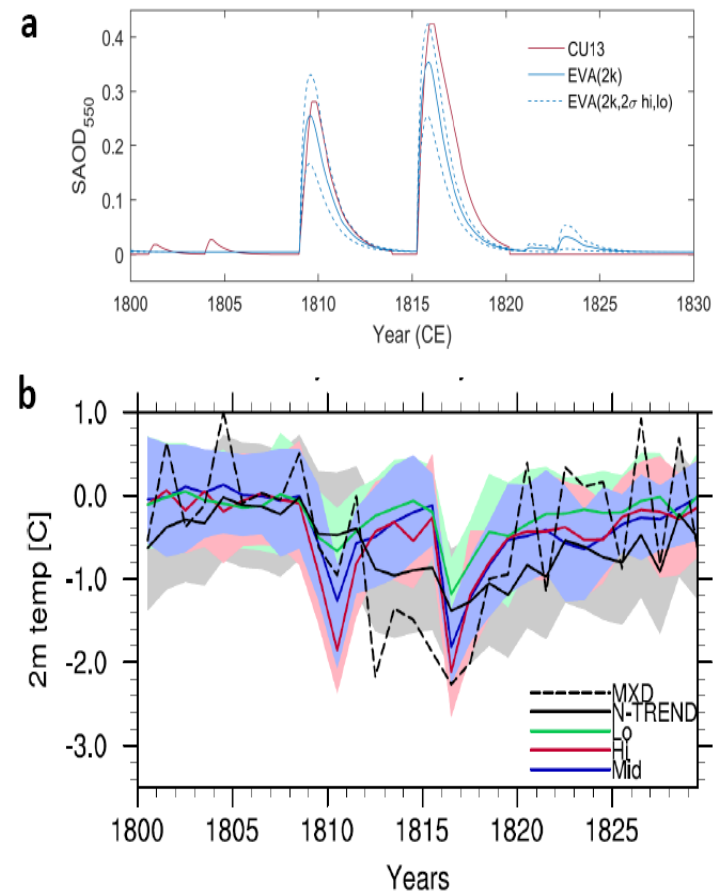 a
SAOD550
0.4
0.3
0.2
0.1
0
CU13
EVA(2k)
EVA(2k,2σ hi,lo)
1800 1805 1810 1815 1820 1825 1830
Year (CE)
b
2m temp [C]
1.0
0.0
-1.0
-2.0
-3.0
MXD
N-TREND
Lo
Hi
Mid
1800 1805 1810 1815 1820 1825
Years